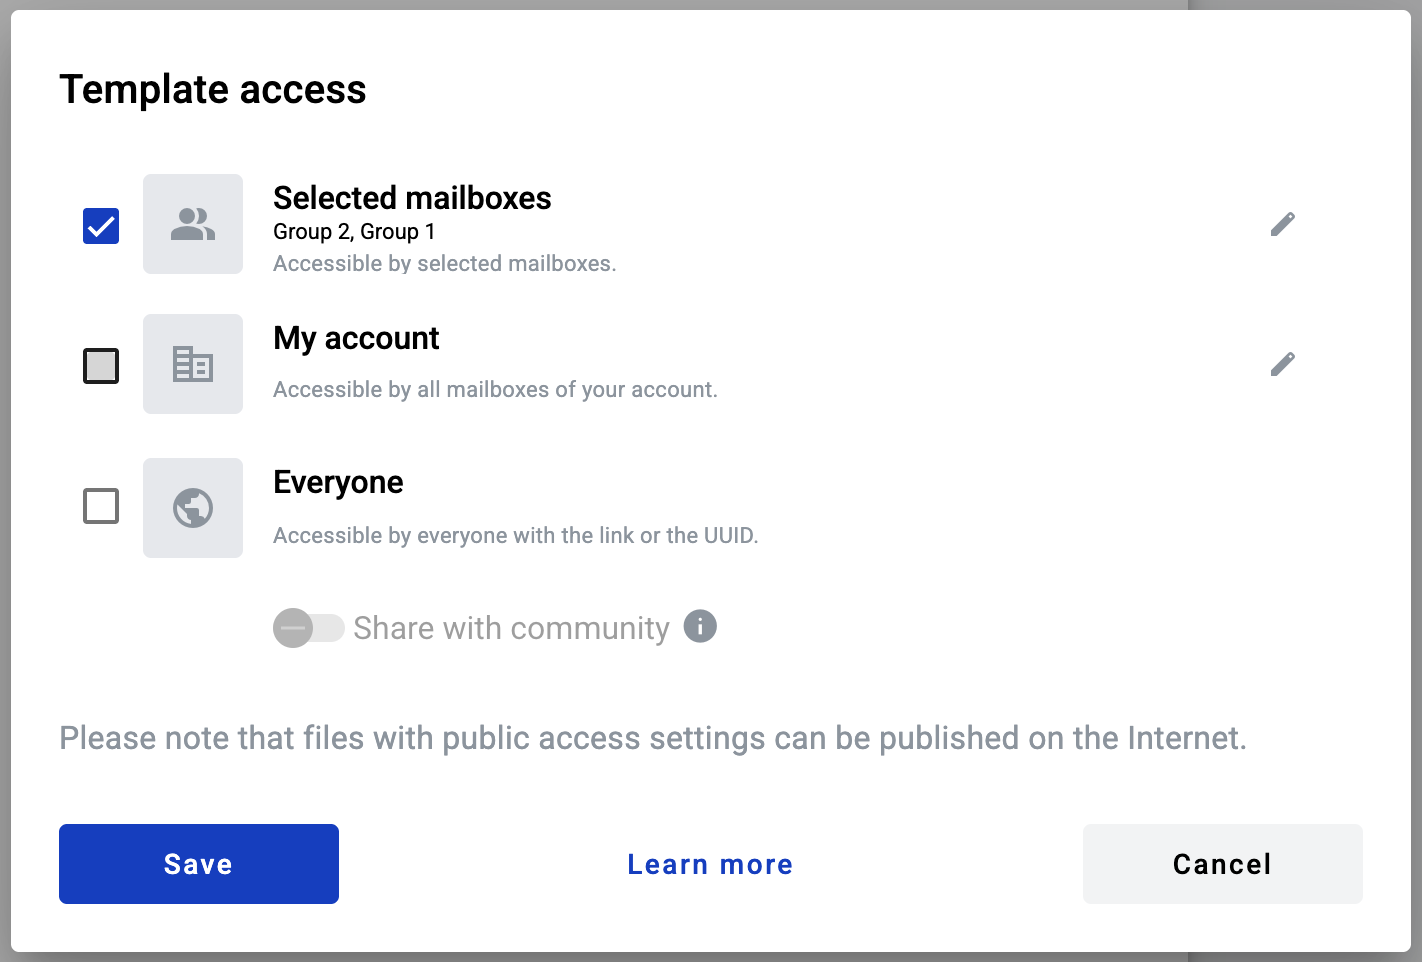 Template access
Selected mailboxes
Group 2, Group 1
Accessible by selected mailboxes.
My account
Accessible by all mailboxes of your account.
Everyone
Accessible by everyone with the link or the UUID.
Share with community
Please note that files with public access settings can be published on the Internet.
Save
Learn more
Cancel